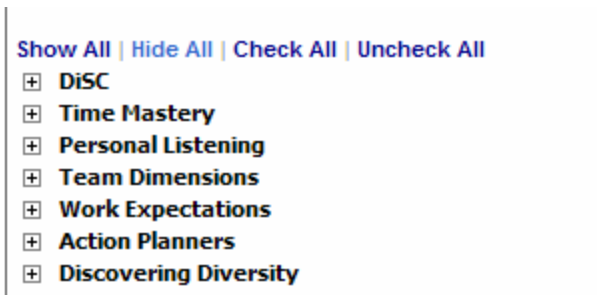 Show All | Hide All | Check All | Uncheck All
DiSC
Time Mastery
Personal Listening
Team Dimensions
Work Expectations
Action Planners
Discovering Diversity